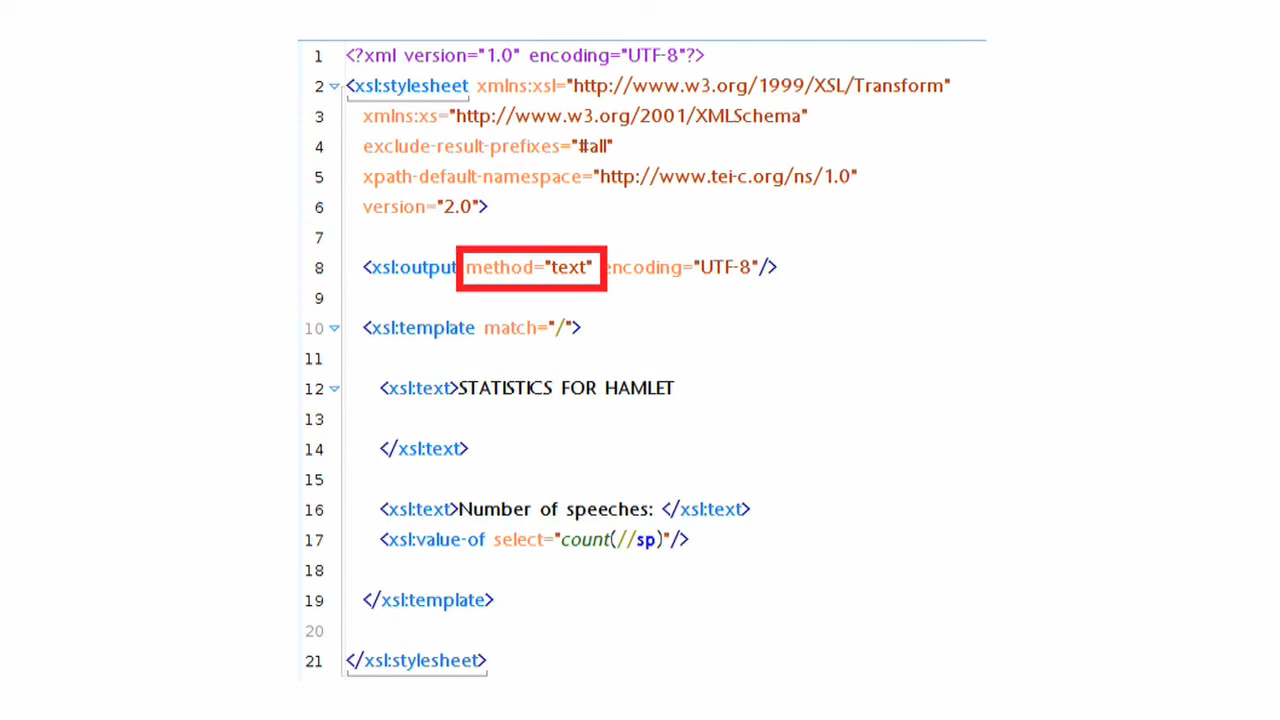 1 <?xml version="1.0" encoding="UTF-8"?>
2 <xsl:stylesheet xmlns:xsl="http://www.w3.org/1999/XSL/Transform"
3 xmlns:xs="http://www.w3.org/2001/XMLSchema"
4 exclude-result-prefixes="#all"
5 xpath-default-namespace="http://www.tei-c.org/ns/1.0"
6 version="2.0">
7
8 <xsl:output method="text" encoding="UTF-8"/>
9
10 <xsl:template match="/">
11
12 <xsl:text>STATISTICS FOR HAMLET
13
14 </xsl:text>
15
16 <xsl:text>Number of speeches: </xsl:text>
17 <xsl:value-of select="count(//sp)"/>
18
19 </xsl:template>
20
21 </xsl:stylesheet>